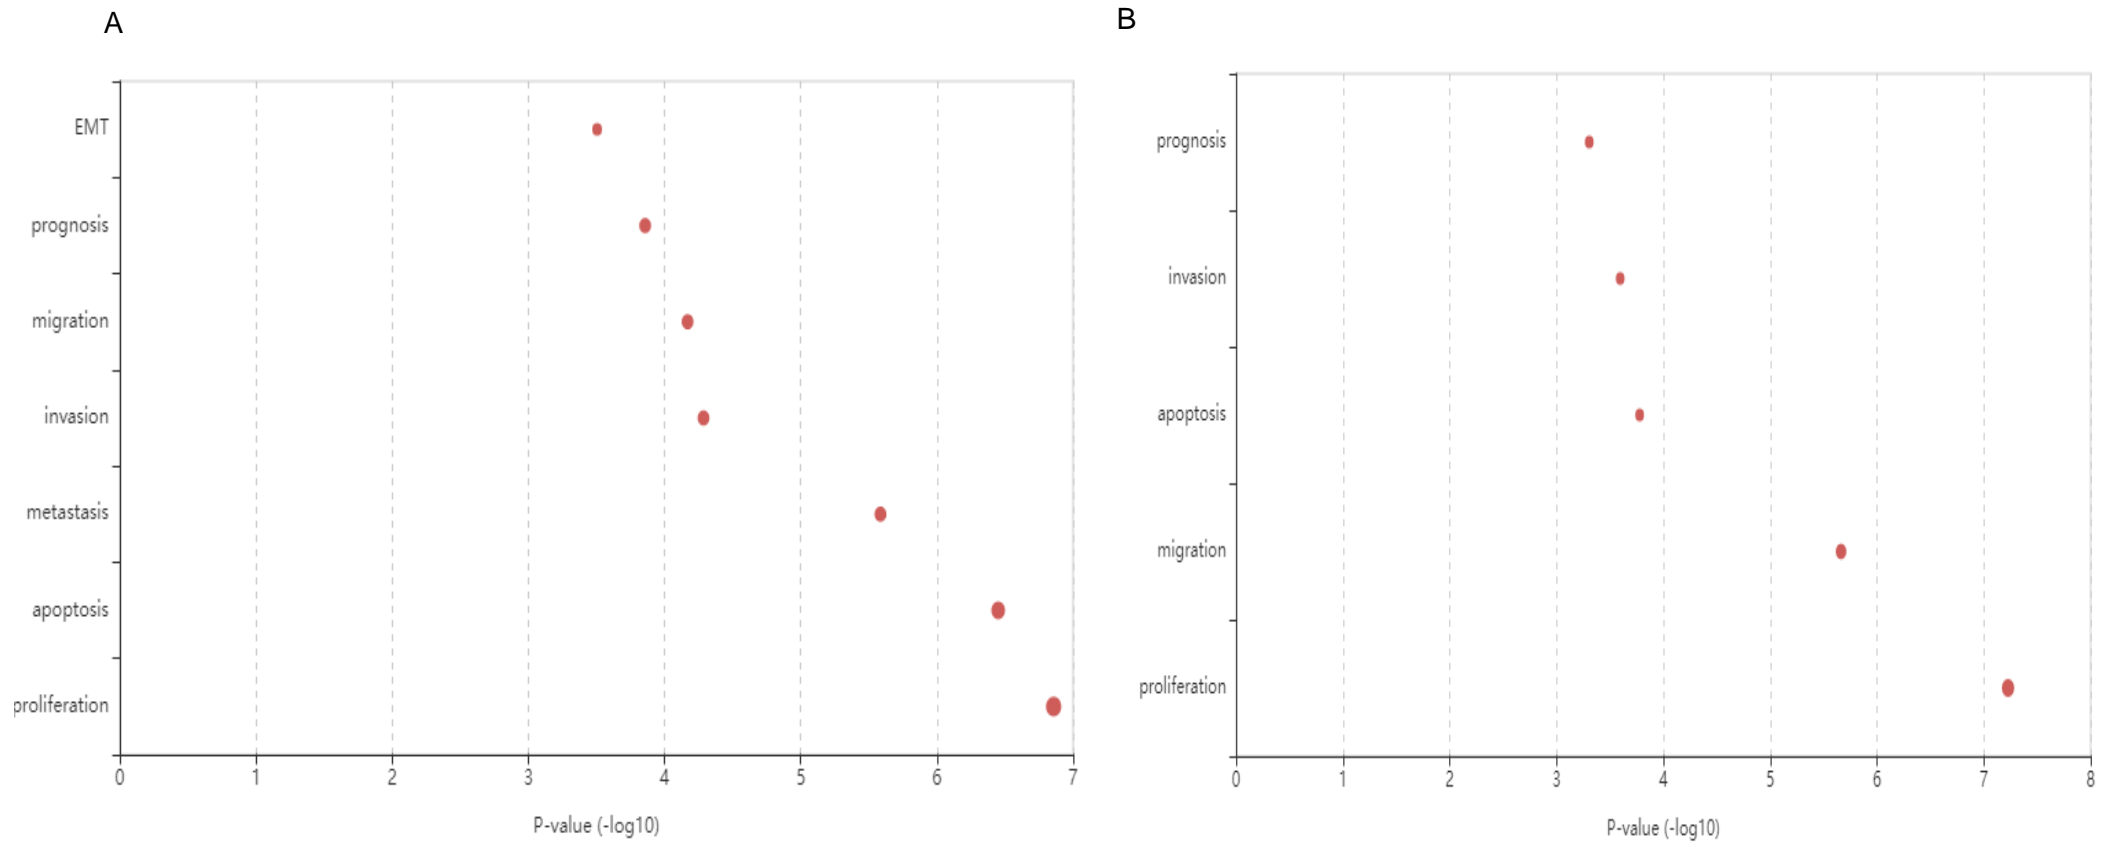 A
EMT
prognosis
migration
invasion
metastasis
apoptosis
proliferation
0 1 2 3 4 5 6 7
P-value (-log10)
B
prognosis
invasion
apoptosis
migration
proliferation
0 1 2 3 4 5 6 7 8
P-value (-log10)